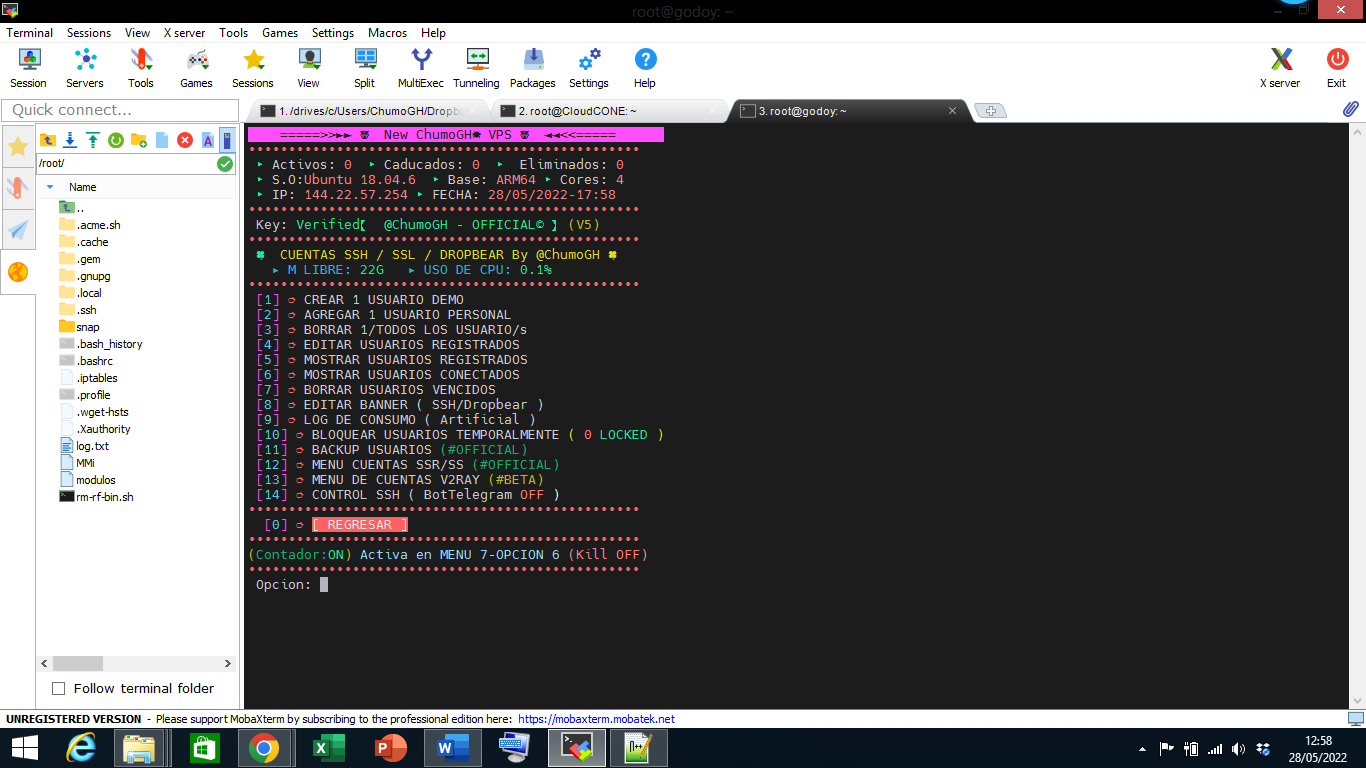 root@godoy: ~
Terminal Sessions View X server Tools Games Settings Macros Help
Session Servers Tools Games Sessions View Split MultiExec Tunneling Packages Settings Help X server Exit
Quick connect...
1. /drives/c/Users/ChumoGH/Dropb
2. root@CloudCONE: ~
3. root@godoy: ~
/root/
Name
..
.acme.sh
.cache
.gem
.gnupg
.local
.ssh
snap
.bash_history
.bashrc
.iptables
.profile
.wget-hsts
.Xauthority
log.txt
MMi
modulos
rm-rf-bin.sh
Follow terminal folder
=====>>►► New ChumoGH VPS ◄◄<<=====
‣ Activos: 0 ‣ Caducados: 0 ‣ Eliminados: 0
‣ S.O:Ubuntu 18.04.6 ‣ Base: ARM64 ‣ Cores: 4
‣ IP: 144.22.57.254 ‣ FECHA: 28/05/2022-17:58
Key: Verified【 @ChumoGH - OFFICIAL© 】 (V5)
CUENTAS SSH / SSL / DROPBEAR By @ChumoGH
▸ M LIBRE: 22G ▸ USO DE CPU: 0.1%
[1] ➮ CREAR 1 USUARIO DEMO
[2] ➮ AGREGAR 1 USUARIO PERSONAL
[3] ➮ BORRAR 1/TODOS LOS USUARIO/s
[4] ➮ EDITAR USUARIOS REGISTRADOS
[5] ➮ MOSTRAR USUARIOS REGISTRADOS
[6] ➮ MOSTRAR USUARIOS CONECTADOS
[7] ➮ BORRAR USUARIOS VENCIDOS
[8] ➮ EDITAR BANNER ( SSH/Dropbear )
[9] ➮ LOG DE CONSUMO ( Artificial )
[10] ➮ BLOQUEAR USUARIOS TEMPORALMENTE ( 0 LOCKED )
[11] ➮ BACKUP USUARIOS (#OFFICIAL)
[12] ➮ MENU CUENTAS SSR/SS (#OFFICIAL)
[13] ➮ MENU DE CUENTAS V2RAY (#BETA)
[14] ➮ CONTROL SSH ( BotTelegram OFF )
[0] ➮ [ REGRESAR ]
(Contador:ON) Activa en MENU 7-OPCION 6 (Kill OFF)
Opcion:
UNREGISTERED VERSION - Please support MobaXterm by subscribing to the professional edition here: https://mobaxterm.mobatek.net
12:58
28/05/2022